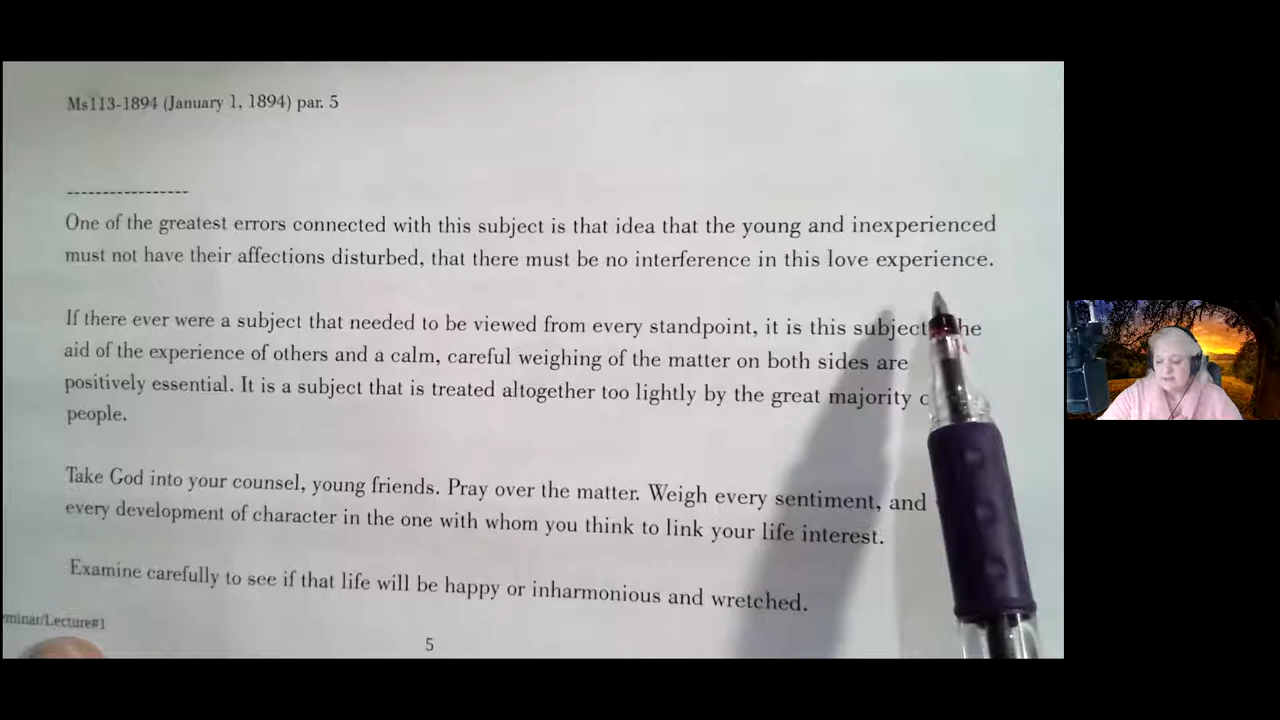 Ms113-1894 (January 1, 1894) par. 5
-----------------
One of the greatest errors connected with this subject is that idea that the young and inexperienced
must not have their affections disturbed, that there must be no interference in this love experience.
If there ever were a subject that needed to be viewed from every standpoint, it is this subject he
aid of the experience of others and a calm, careful weighing of the matter on both sides are
positively essential. It is a subject that is treated altogether too lightly by the great majority
people.
Take God into your counsel, young friends. Pray over the matter. Weigh every sentiment, and
every development of character in the one with whom you think to link your life interest.
Examine carefully to see if that life will be happy or inharmonious and wretched.
eminar/Lecture#1
5